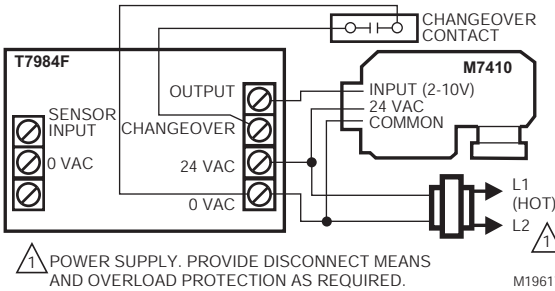 CHANGEOVER
CONTACT
T7984F
M7410
OUTPUT
INPUT (2-10V)
24 VAC
COMMON
SENSOR
INPUT
CHANGEOVER
0 VAC
24 VAC
0 VAC
L1
(HOT)
L2
1
1 POWER SUPPLY. PROVIDE DISCONNECT MEANS
AND OVERLOAD PROTECTION AS REQUIRED.
M1961